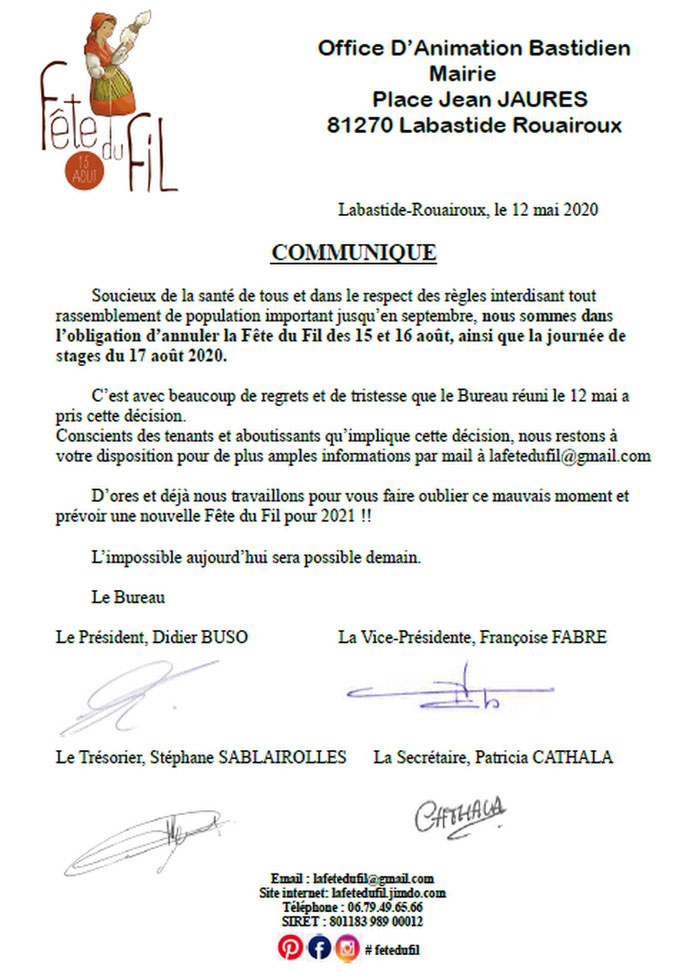 Fête du Fil
15
AOUT
Office D’Animation Bastidien
Mairie
Place Jean JAURES
81270 Labastide Rouairoux
Labastide-Rouairoux, le 12 mai 2020
COMMUNIQUE
Soucieux de la santé de tous et dans le respect des règles interdisant tout
rassemblement de population important jusqu’en septembre, nous sommes dans
l’obligation d’annuler la Fête du Fil des 15 et 16 août, ainsi que la journée de
stages du 17 août 2020.
C’est avec beaucoup de regrets et de tristesse que le Bureau réuni le 12 mai a
pris cette décision.
Conscients des tenants et aboutissants qu’implique cette décision, nous restons à
votre disposition pour de plus amples informations par mail à lafetedufil@gmail.com
D’ores et déjà nous travaillons pour vous faire oublier ce mauvais moment et
prévoir une nouvelle Fête du Fil pour 2021 !!
L’impossible aujourd’hui sera possible demain.
Le Bureau
Le Président, Didier BUSO La Vice-Présidente, Françoise FABRE
Le Trésorier, Stéphane SABLAIROLLES La Secrétaire, Patricia CATHALA
CATHALA
Email : lafetedufil@gmail.com
Site internet: lafetedufil.jimdo.com
Téléphone : 06.79.49.65.66
SIRET : 801183 989 00012
# fetedufil